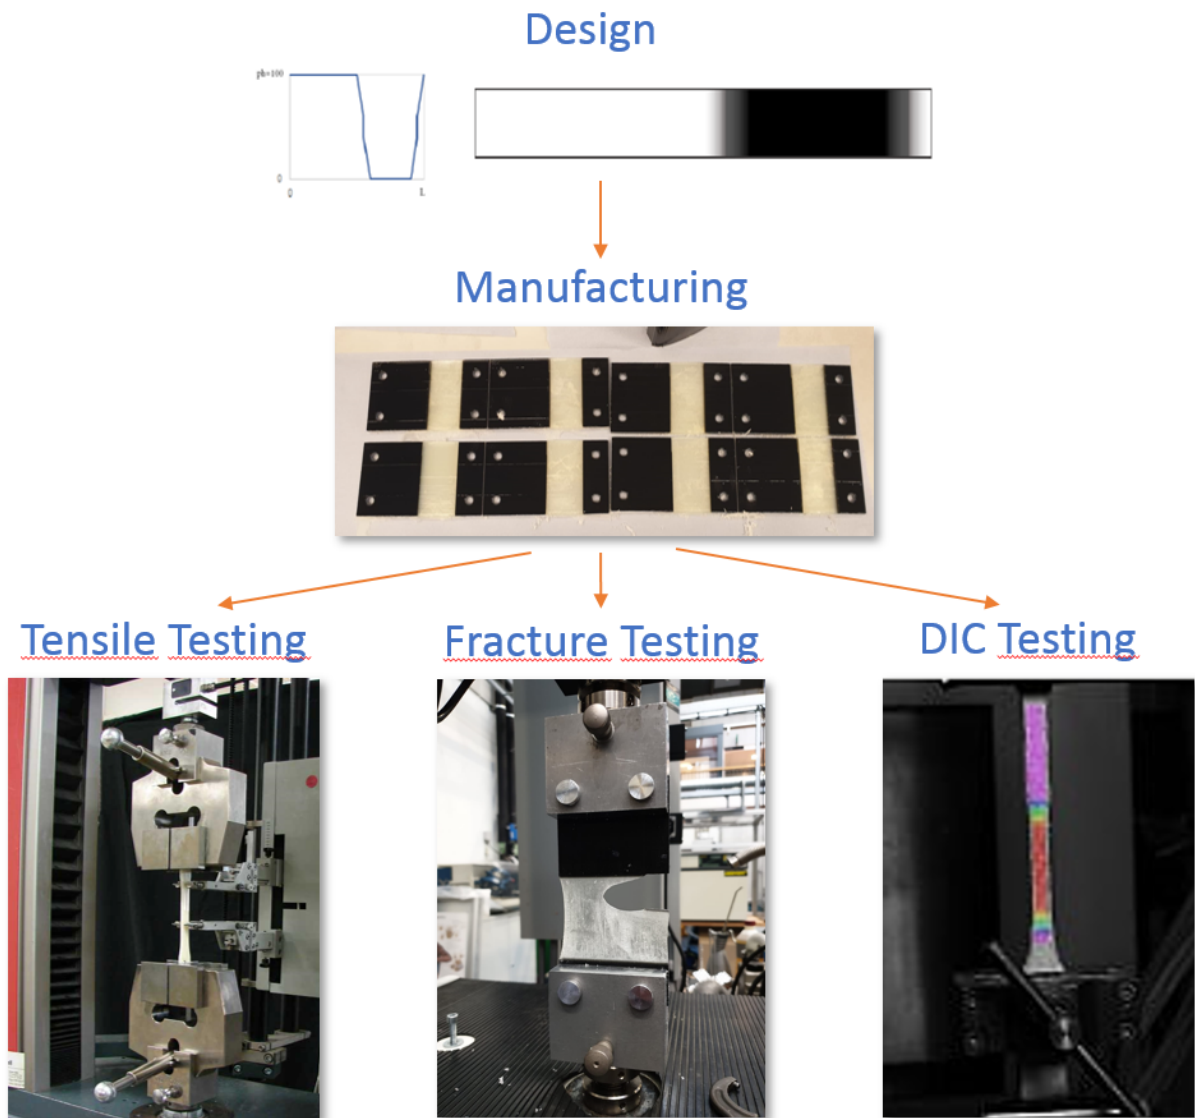 Design
ph=100
0
0
L
Manufacturing
Tensile Testing
Fracture Testing
DIC Testing